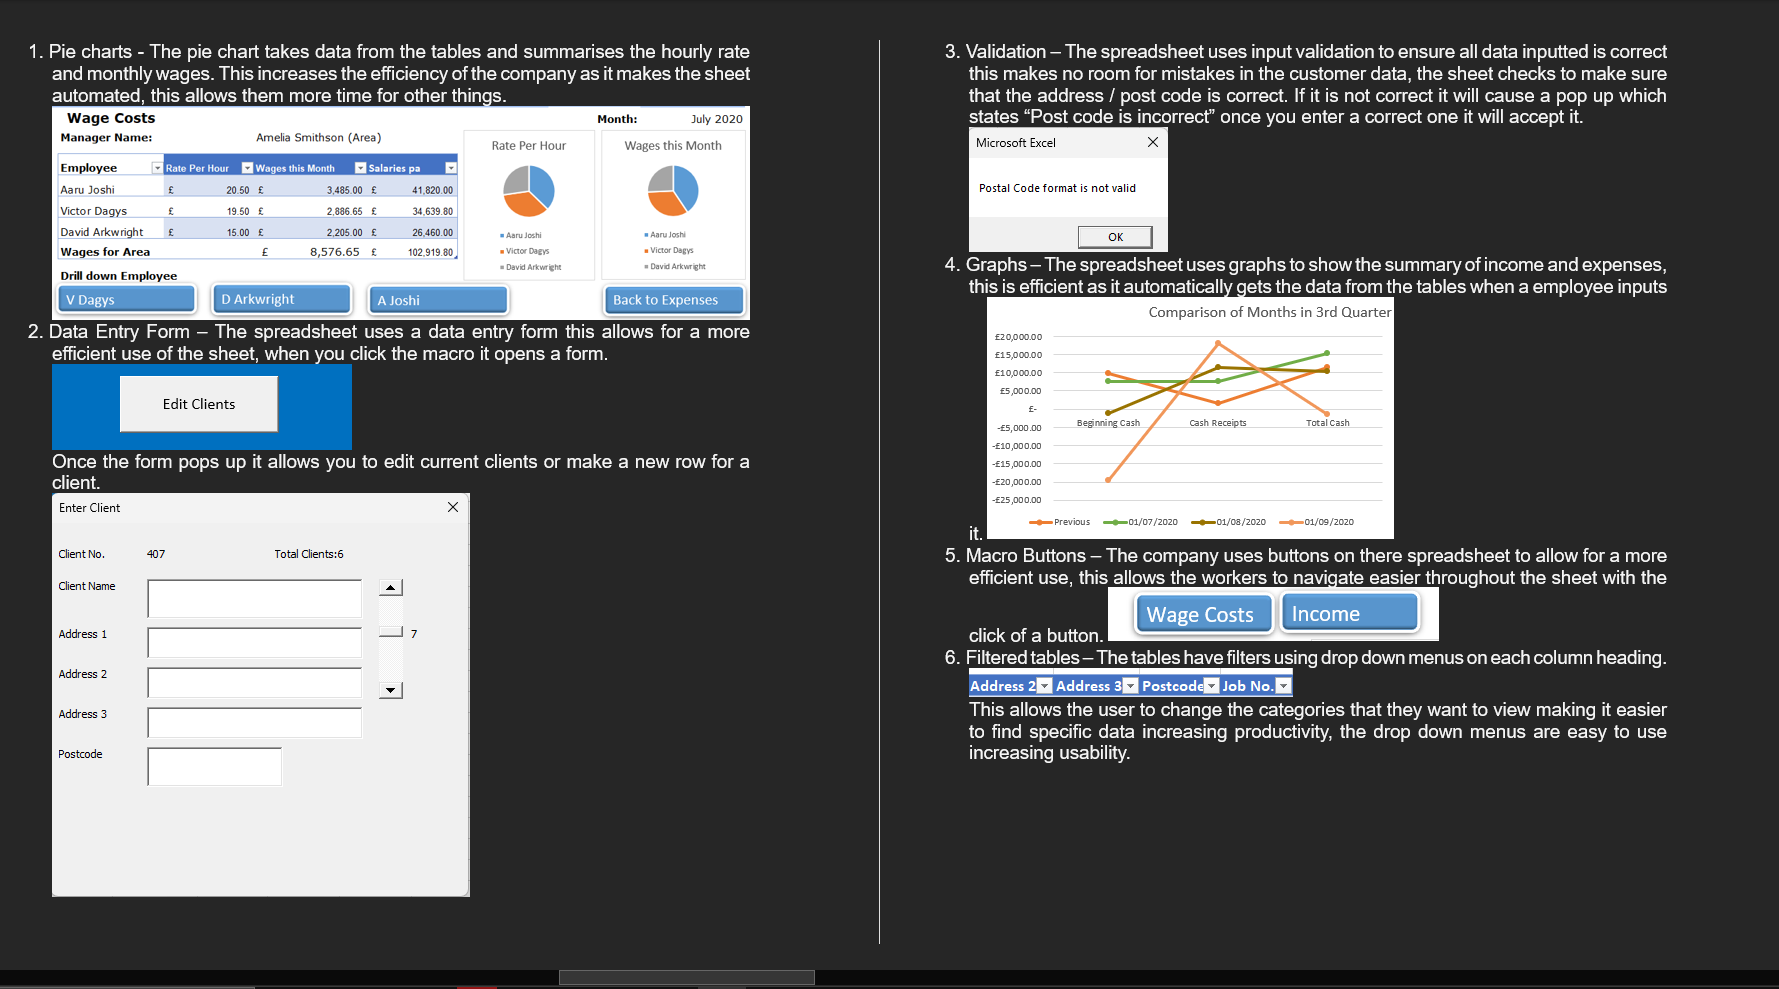 1. Pie charts - The pie chart takes data from the tables and summarises the hourly rate
and monthly wages. This increases the efficiency of the company as it makes the sheet
automated, this allows them more time for other things.
Wage Costs
Month: July 2020
Manager Name: Amelia Smithson (Area)
Employee Rate Per Hour Wages this Month Salaries pa
Aaru Joshi £ 20.50 £ 3,485.00 £ 41,820.00
Victor Dagys £ 19.50 £ 2,886.65 £ 34,639.80
David Arkwright £ 15.00 £ 2,205.00 £ 26,460.00
Wages for Area £ 8,576.65 £ 102,919.80
Drill down Employee
V Dagys
D Arkwright
A Joshi
Back to Expenses
Rate Per Hour
Aaru Joshi
Victor Dagys
David Arkwright
Wages this Month
Aaru Joshi
Victor Dagys
David Arkwright
2. Data Entry Form – The spreadsheet uses a data entry form this allows for a more
efficient use of the sheet, when you click the macro it opens a form.
Edit Clients
Once the form pops up it allows you to edit current clients or make a new row for a
client.
Enter Client
Client No. 407 Total Clients:6
Client Name
Address 1
7
Address 2
Address 3
Postcode
3. Validation – The spreadsheet uses input validation to ensure all data inputted is correct
this makes no room for mistakes in the customer data, the sheet checks to make sure
that the address / post code is correct. If it is not correct it will cause a pop up which
states “Post code is incorrect” once you enter a correct one it will accept it.
Microsoft Excel
Postal Code format is not valid
OK
4. Graphs – The spreadsheet uses graphs to show the summary of income and expenses,
this is efficient as it automatically gets the data from the tables when a employee inputs
Comparison of Months in 3rd Quarter
£20,000.00
£15,000.00
£10,000.00
£5,000.00
£-
-£5,000.00
-£10,000.00
-£15,000.00
-£20,000.00
-£25,000.00
Beginning Cash Cash Receipts Total Cash
Previous 01/07/2020 01/08/2020 01/09/2020
it.
5. Macro Buttons – The company uses buttons on there spreadsheet to allow for a more
efficient use, this allows the workers to navigate easier throughout the sheet with the
Wage Costs
Income
click of a button.
6. Filtered tables – The tables have filters using drop down menus on each column heading.
Address 2 Address 3 Postcode Job No.
This allows the user to change the categories that they want to view making it easier
to find specific data increasing productivity, the drop down menus are easy to use
increasing usability.